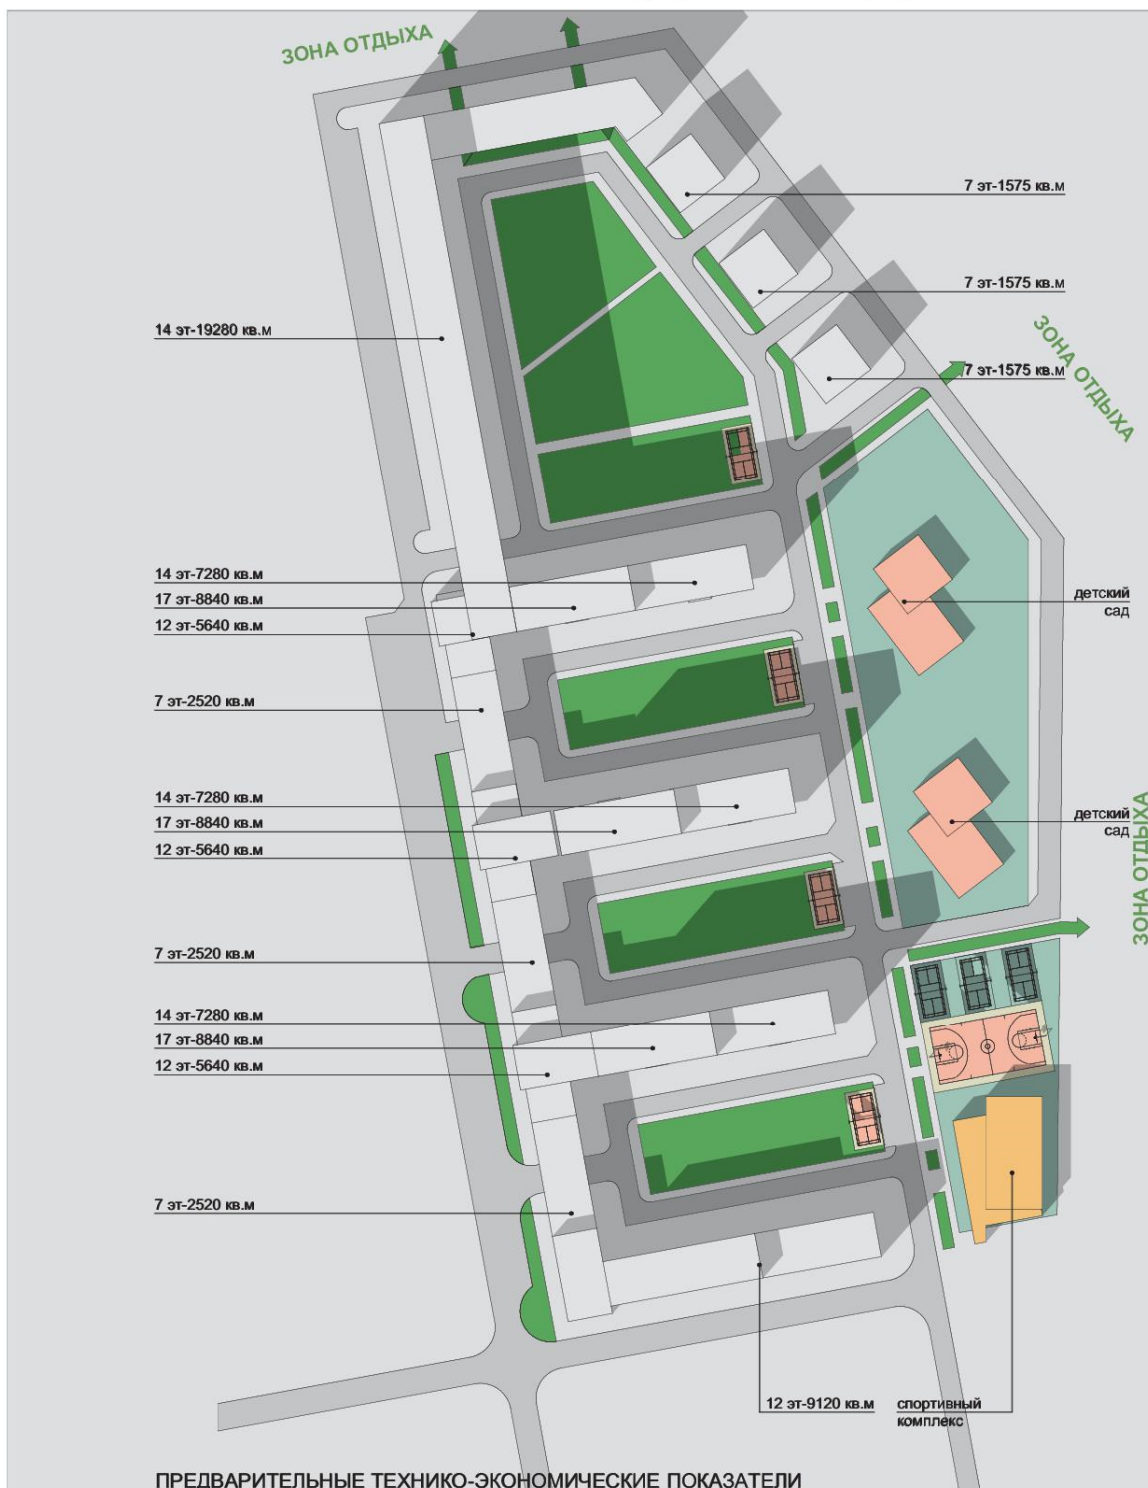 ЗОНА ОТДЫХА
7 эт-1575 кв.м
7 эт-1575 кв.м
14 эт-19280 кв.м
ЗОНА ОТДЫХА
7 эт-1575 кв.м
14 эт-7280 кв.м
17 эт-8840 кв.м
12 эт-5640 кв.м
детский
сад
7 эт-2520 кв.м
14 эт-7280 кв.м
17 эт-8840 кв.м
12 эт-5640 кв.м
детский
сад
ЗОНА ОТДЫХА
7 эт-2520 кв.м
14 эт-7280 кв.м
17 эт-8840 кв.м
12 эт-5640 кв.м
7 эт-2520 кв.м
12 эт-9120 кв.м
спортивный
комплекс
ПРЕДВАРИТЕЛЬНЫЕ ТЕХНИКО-ЭКОНОМИЧЕСКИЕ ПОКАЗАТЕЛИ